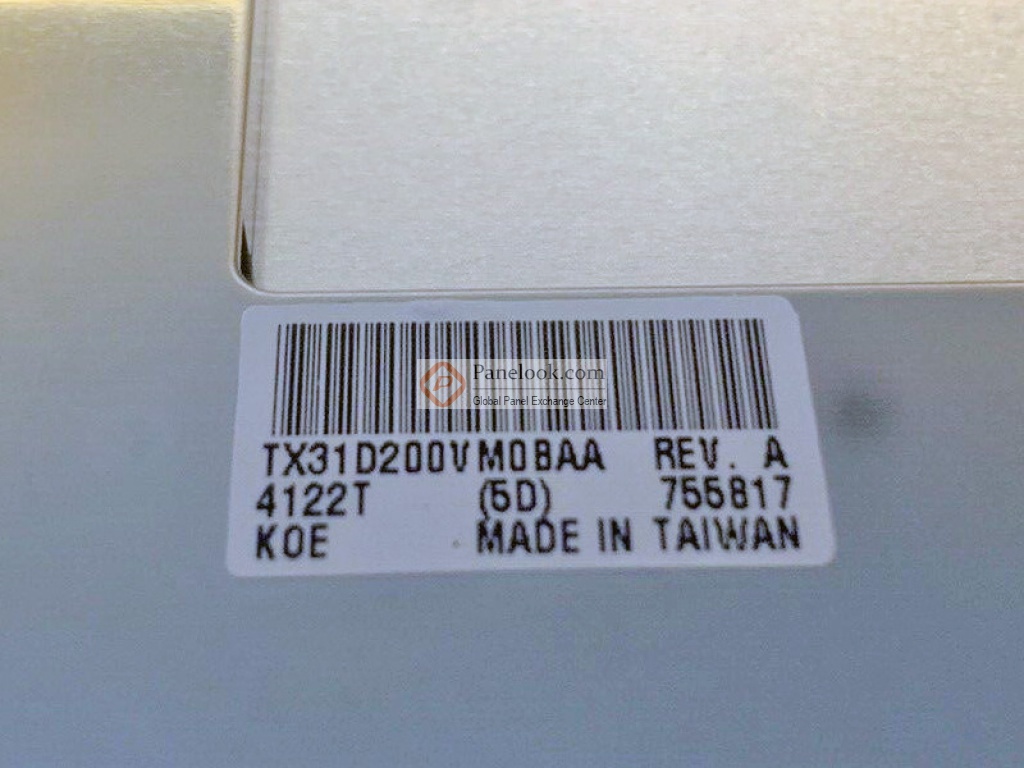 Panelook.com
Global Panel Exchange Center
TX31D200VM0BAA REV. A
4122T (5D) 755817
KOE MADE IN TAIWAN